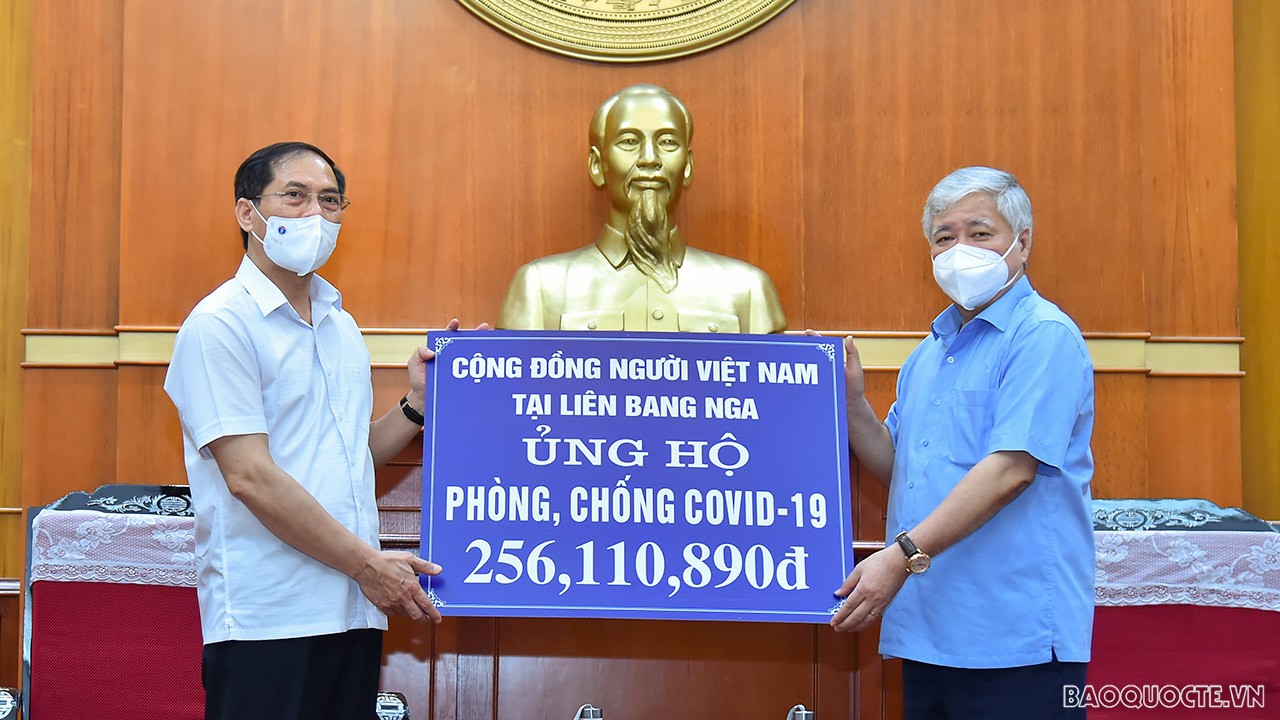 CỘNG ĐỒNG NGƯỜI VIỆT NAM
TẠI LIÊN BANG NGA
ỦNG HỘ
PHÒNG, CHỐNG COVID-19
256,110,890đ
BAOQUOCTE.VN